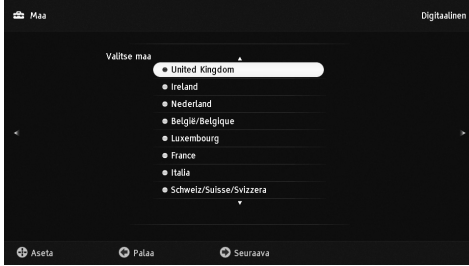 Maa
Digitaalinen
Valitse maa
United Kingdom
Ireland
Nederland
België/Belgique
Luxembourg
France
Italia
Schweiz/Suisse/Svizzera
Aseta
Palaa
Seuraava